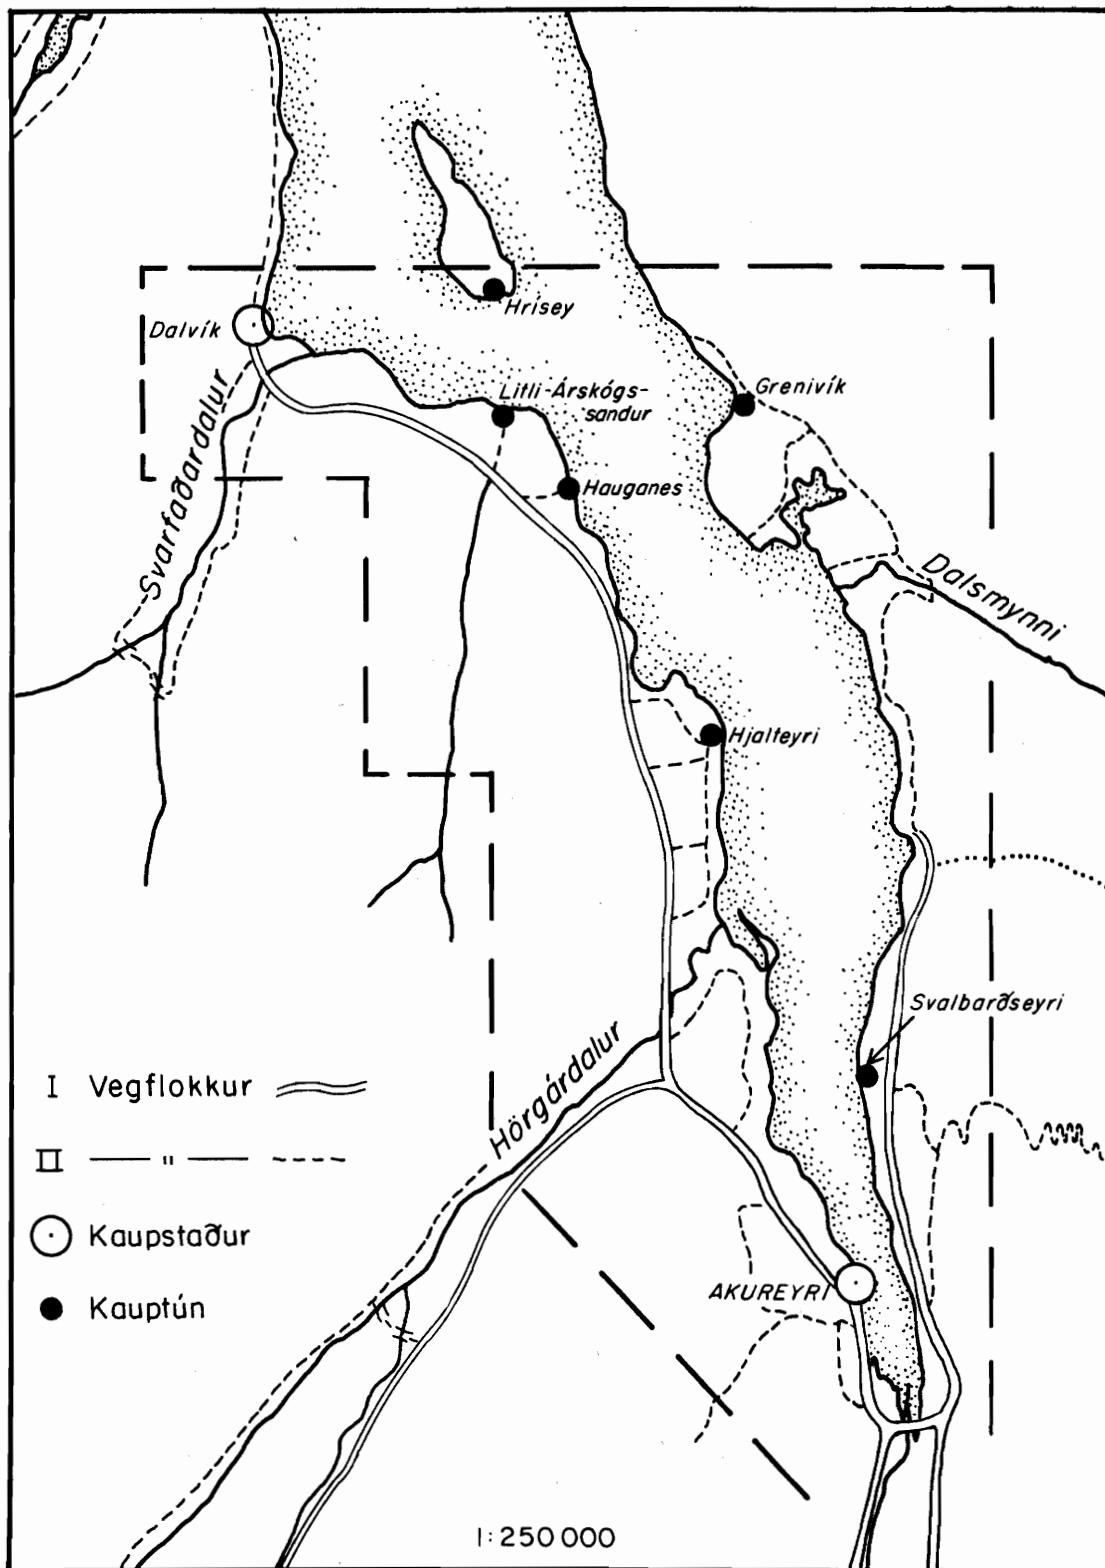 Hrísey
Dalvík
Litli-Árskógs-
sandur
Grenivík
Svarfaðardalur
Hauganes
Dalsmynni
Hjalteyri
Svalbarðseyri
Hörgárdalur
I Vegflokkur
II — " —
Kaupstaður
AKUREYRI
Kauptún
1:250 000